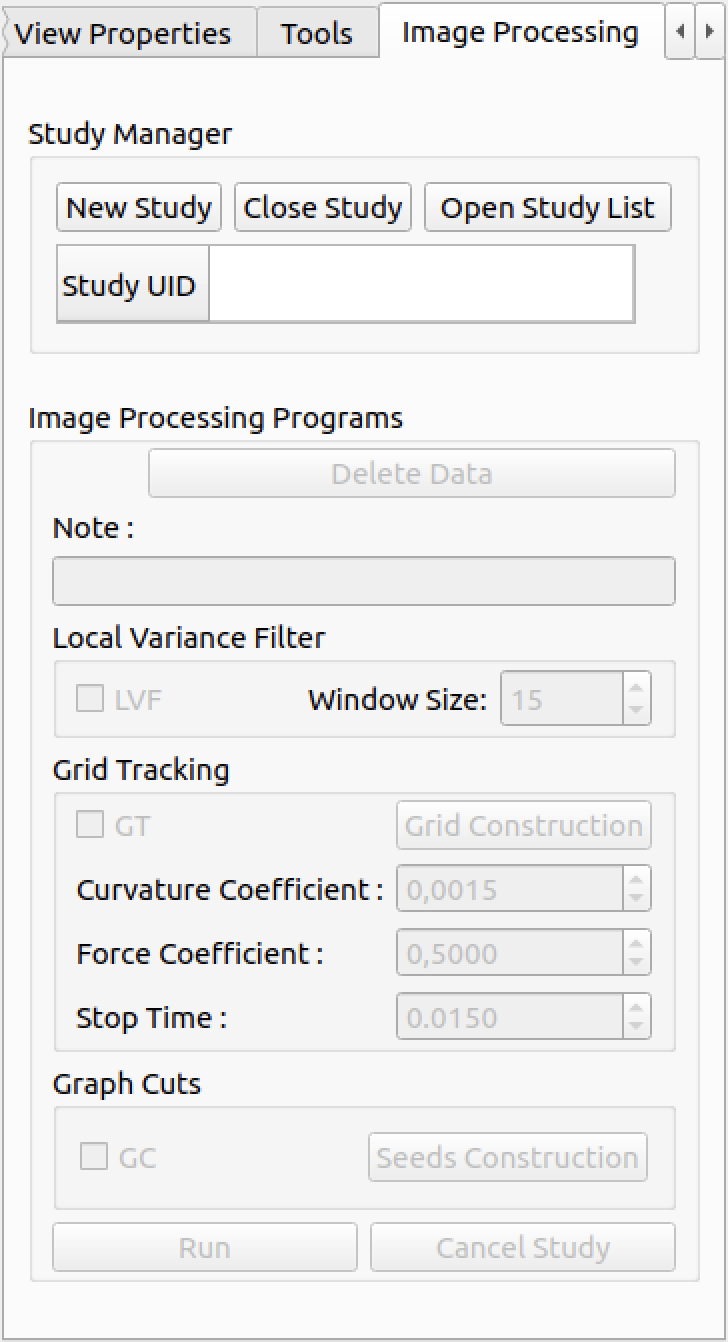 View Properties Tools Image Processing
Study Manager
New Study Close Study Open Study List
Study UID
Image Processing Programs
Delete Data
Note :
Local Variance Filter
LVF Window Size: 15
Grid Tracking
GT Grid Construction
Curvature Coefficient : 0,0015
Force Coefficient : 0,5000
Stop Time : 0.0150
Graph Cuts
GC Seeds Construction
Run Cancel Study